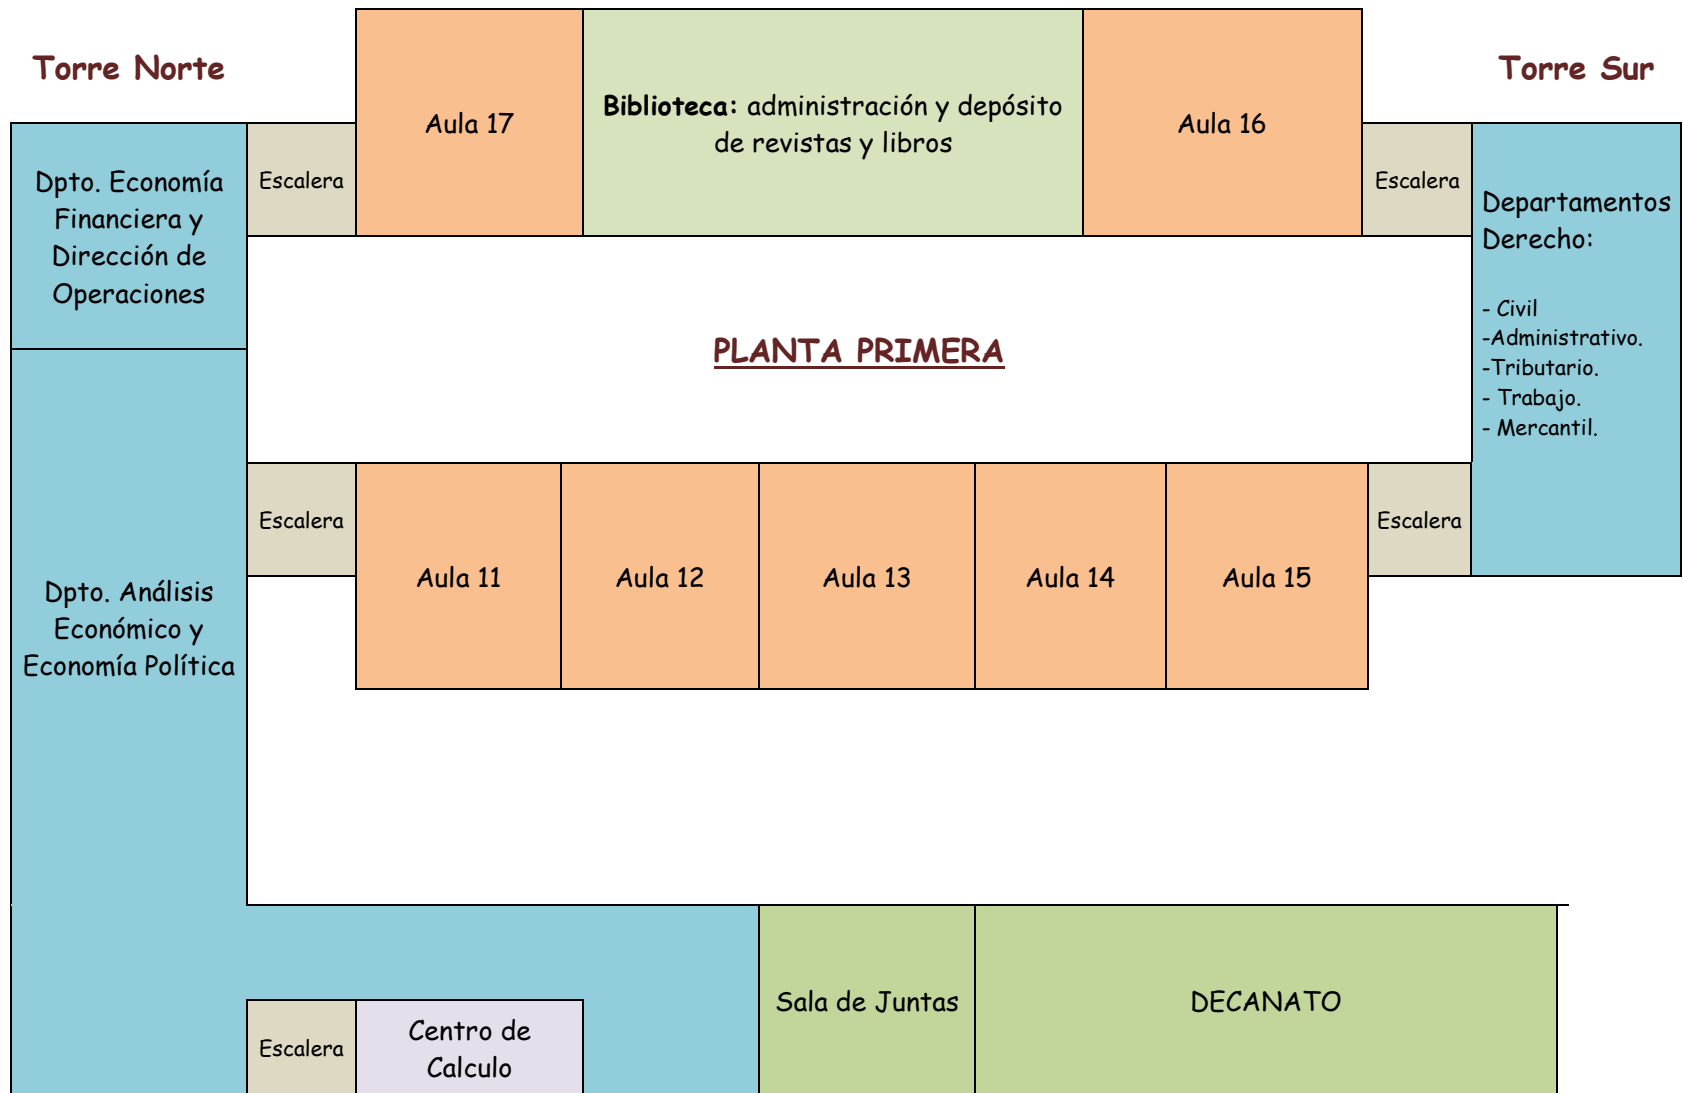 Torre Norte
Torre Sur
Aula 17
Biblioteca: administración y depósito
de revistas y libros
Aula 16
Dpto. Economía
Financiera y
Dirección de
Operaciones
Escalera
Escalera
Departamentos
Derecho:
- Civil
-Administrativo.
-Tributario.
- Trabajo.
- Mercantil.
PLANTA PRIMERA
Escalera
Aula 11
Aula 12
Aula 13
Aula 14
Aula 15
Escalera
Dpto. Análisis
Económico y
Economía Política
Sala de Juntas
DECANATO
Escalera
Centro de
Calculo